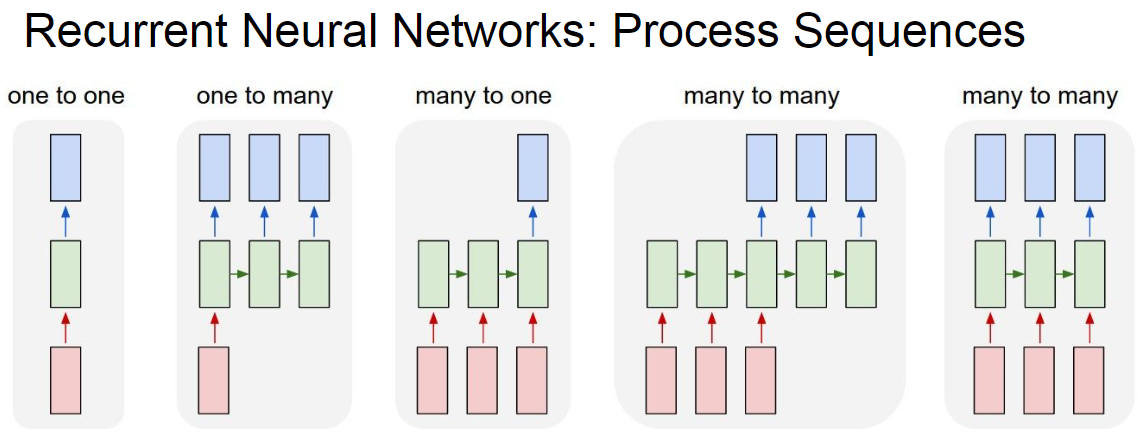 Recurrent Neural Networks: Process Sequences
one to one
one to many
many to one
many to many
many to many